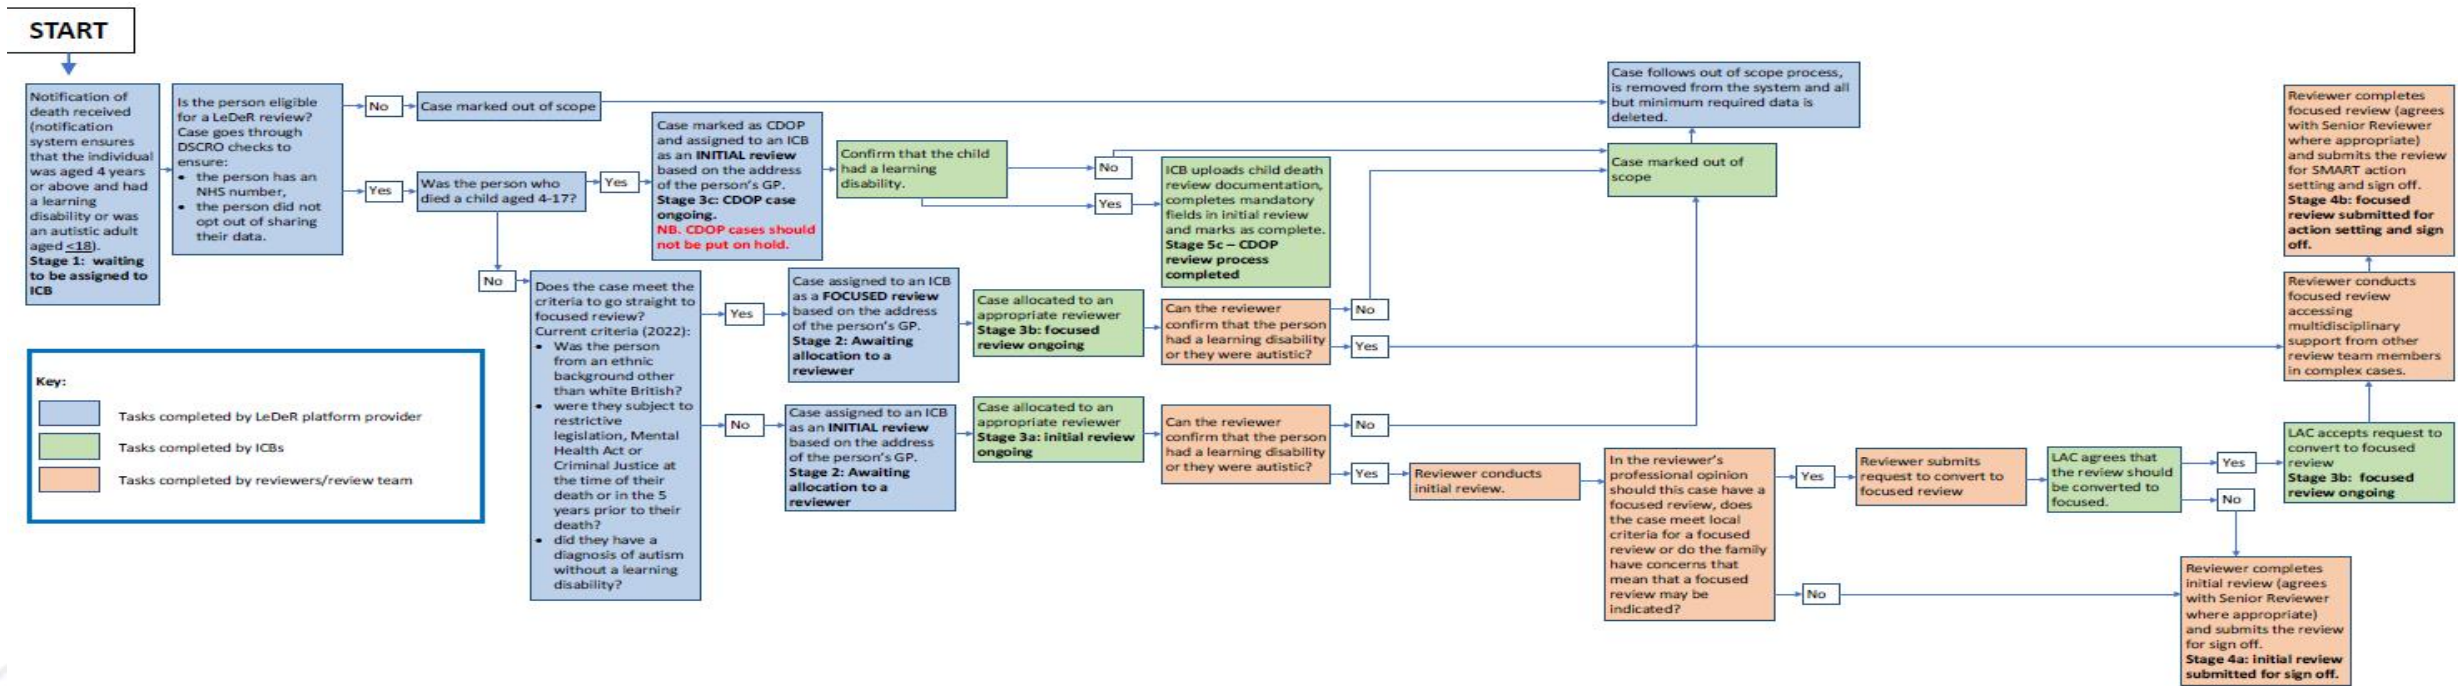 START
Notification of
death received
(notification
system ensures
that the individual
was aged 4 years
or above and had
a learning
disability or was
an autistic adult
aged <18).
Stage 1: waiting
to be assigned to
ICB
Is the person eligible
for a LeDeR review?
Case goes through
DSCRO checks to
ensure:
• the person has an
NHS number,
• the person did not
opt out of sharing
their data.
No
Case marked out of scope
Yes
Was the person who
died a child aged 4-17?
Yes
Case marked as CDOP
and assigned to an ICB
as an INITIAL review
based on the address
of the person's GP.
Stage 3c: CDOP case
ongoing.
NB. CDOP cases should
not be put on hold.
Confirm that the child
had a learning
disability.
No
Yes
ICB uploads child death
review documentation,
completes mandatory
fields in initial review
and marks as complete.
Stage 5c – CDOP
review process
completed
Case follows out of scope process,
is removed from the system and all
but minimum required data is
deleted.
Case marked out of
scope
No
Does the case meet the
criteria to go straight to
focused review?
Current criteria (2022):
• Was the person
from an ethnic
background other
than white British?
• were they subject to
restrictive
legislation, Mental
Health Act or
Criminal Justice at
the time of their
death or in the 5
years prior to their
death?
• did they have a
diagnosis of autism
without a learning
disability?
Yes
Case assigned to an ICB
as a FOCUSED review
based on the address
of the person's GP.
Stage 2: Awaiting
allocation to a
reviewer
Case allocated to an
appropriate reviewer
Stage 3b: focused
review ongoing
Can the reviewer
confirm that the person
had a learning disability
or they were autistic?
No
Yes
No
Case assigned to an ICB
as an INITIAL review
based on the address
of the person's GP.
Stage 2: Awaiting
allocation to a
reviewer
Case allocated to an
appropriate reviewer
Stage 3a: initial review
ongoing
Can the reviewer
confirm that the person
had a learning disability
or they were autistic?
No
Yes
Reviewer conducts
initial review.
In the reviewer's
professional opinion
should this case have a
focused review, does
the case meet local
criteria for a focused
review or do the family
have concerns that
mean that a focused
review may be
indicated?
Yes
Reviewer submits
request to convert to
focused review
LAC agrees that
the review should
be converted to
focused.
Yes
No
LAC accepts request to
convert to focused
review
Stage 3b: focused
review ongoing
Reviewer conducts
focused review
accessing
multidisciplinary
support from other
review team members
in complex cases.
Reviewer completes
focused review (agrees
with Senior Reviewer
where appropriate)
and submits the review
for SMART action
setting and sign off.
Stage 4b: focused
review submitted for
action setting and sign
off.
No
Reviewer completes
initial review (agrees
with Senior Reviewer
where appropriate)
and submits the review
for sign off.
Stage 4a: initial review
submitted for sign off.
Key:
Tasks completed by LeDeR platform provider
Tasks completed by ICBs
Tasks completed by reviewers/review team